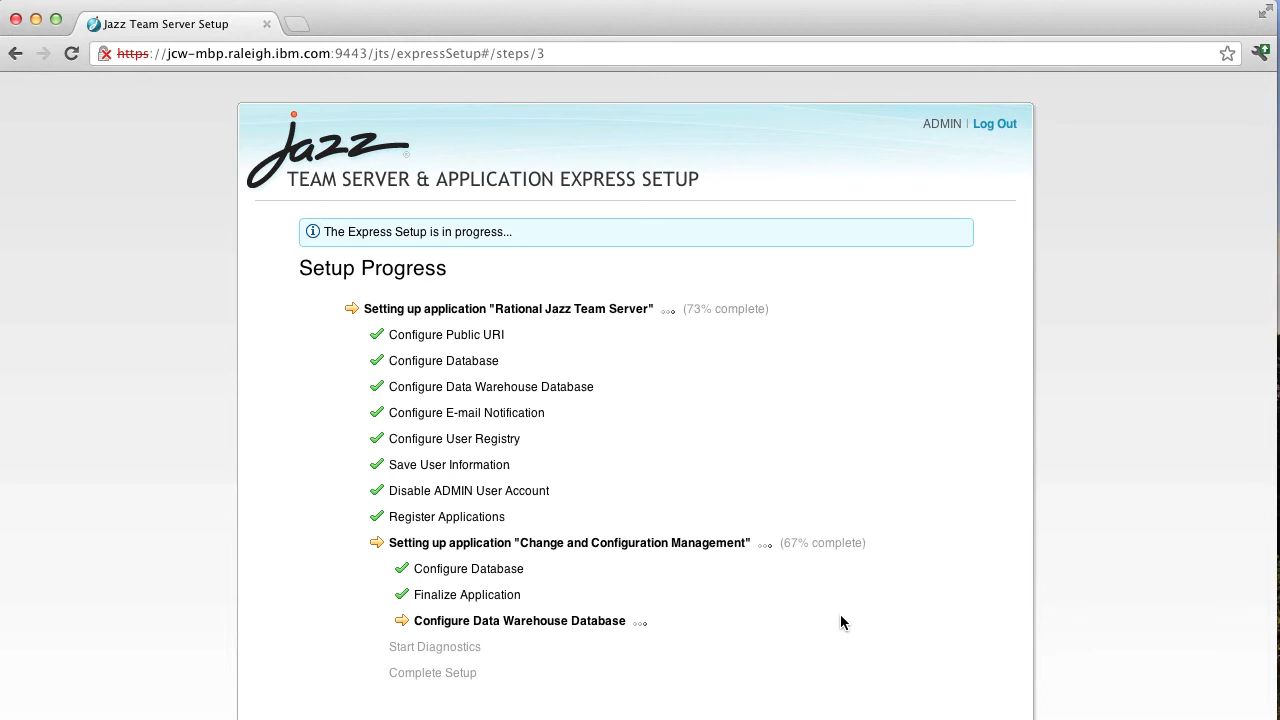 Jazz Team Server Setup
https://jcw-mbp.raleigh.ibm.com:9443/jts/expressSetup#/steps/3
ADMIN | Log Out
jazz
TEAM SERVER & APPLICATION EXPRESS SETUP
The Express Setup is in progress...
Setup Progress
Setting up application "Rational Jazz Team Server" ... (73% complete)
Configure Public URI
Configure Database
Configure Data Warehouse Database
Configure E-mail Notification
Configure User Registry
Save User Information
Disable ADMIN User Account
Register Applications
Setting up application "Change and Configuration Management" ... (67% complete)
Configure Database
Finalize Application
Configure Data Warehouse Database ...
Start Diagnostics
Complete Setup